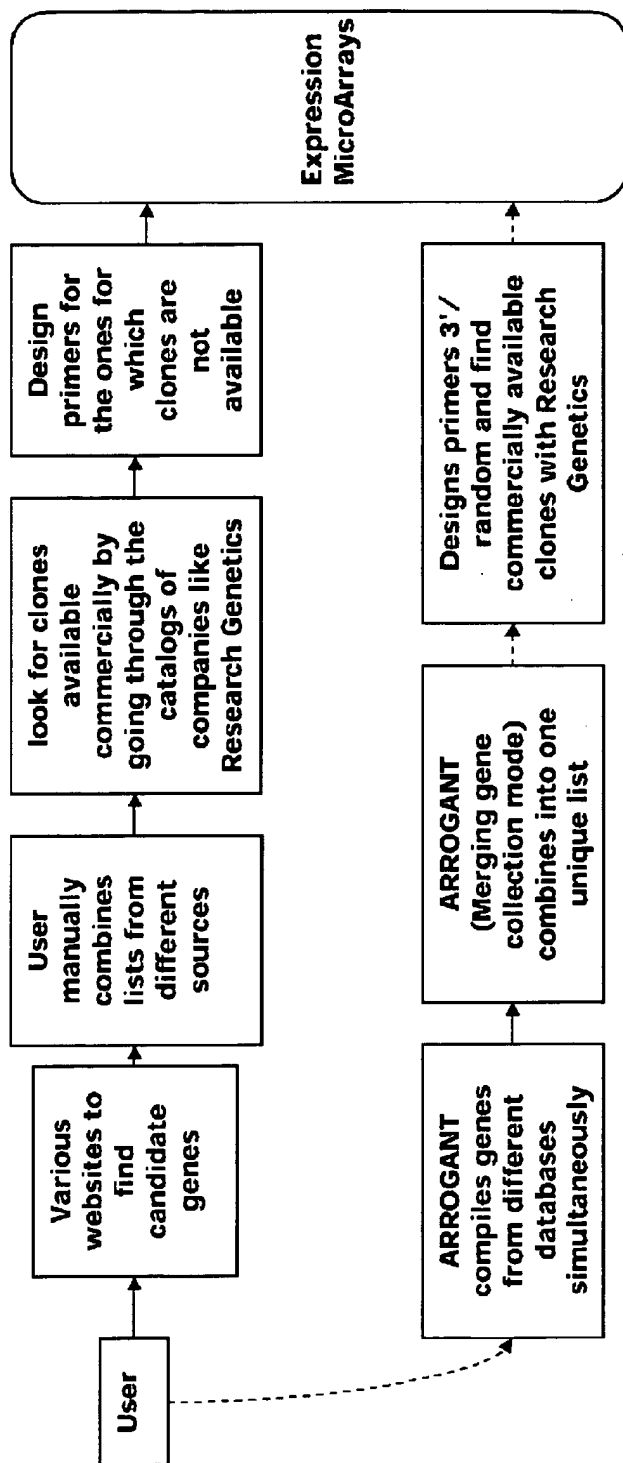 User
Various
websites to
find
candidate
genes
User
manually
combines
lists from
different
sources
look for clones
available
commercially by
going through the
catalogs of
companies like
Research Genetics
Design
primers for
the ones for
which
clones are
not
available
Expression
MicroArrays
ARROGANT
compiles genes
from different
databases
simultaneously
ARROGANT
(Merging gene
collection mode)
combines into one
unique list
Designs primers 3'/
random and find
commercially available
clones with Research
Genetics